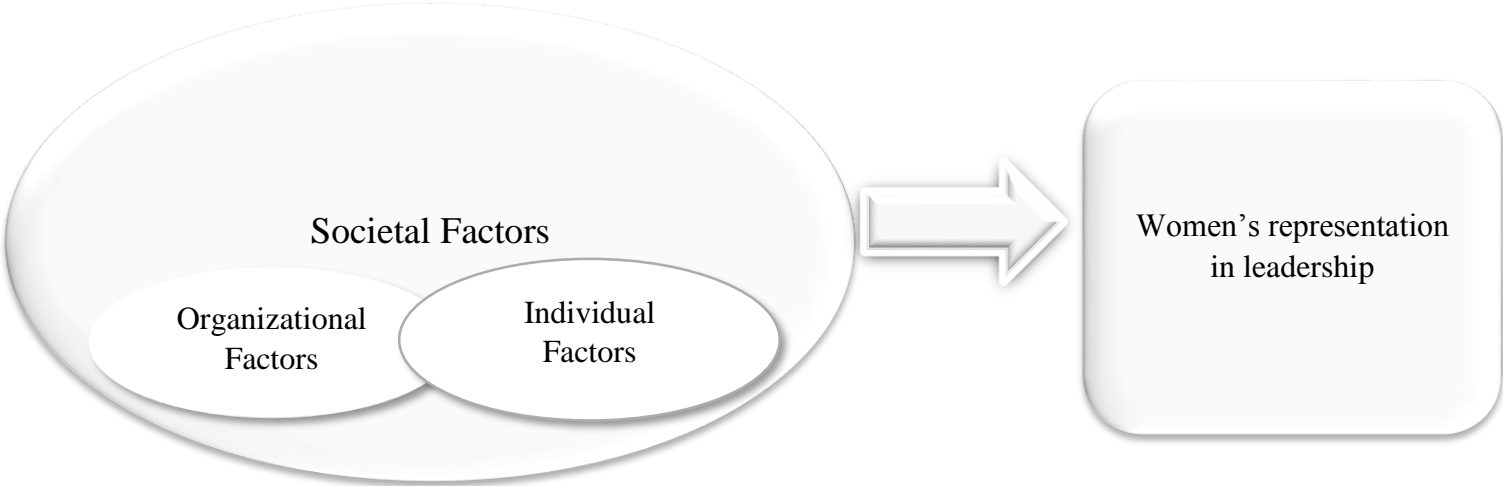 Societal Factors
Organizational
Factors
Individual
Factors
Women’s representation
in leadership